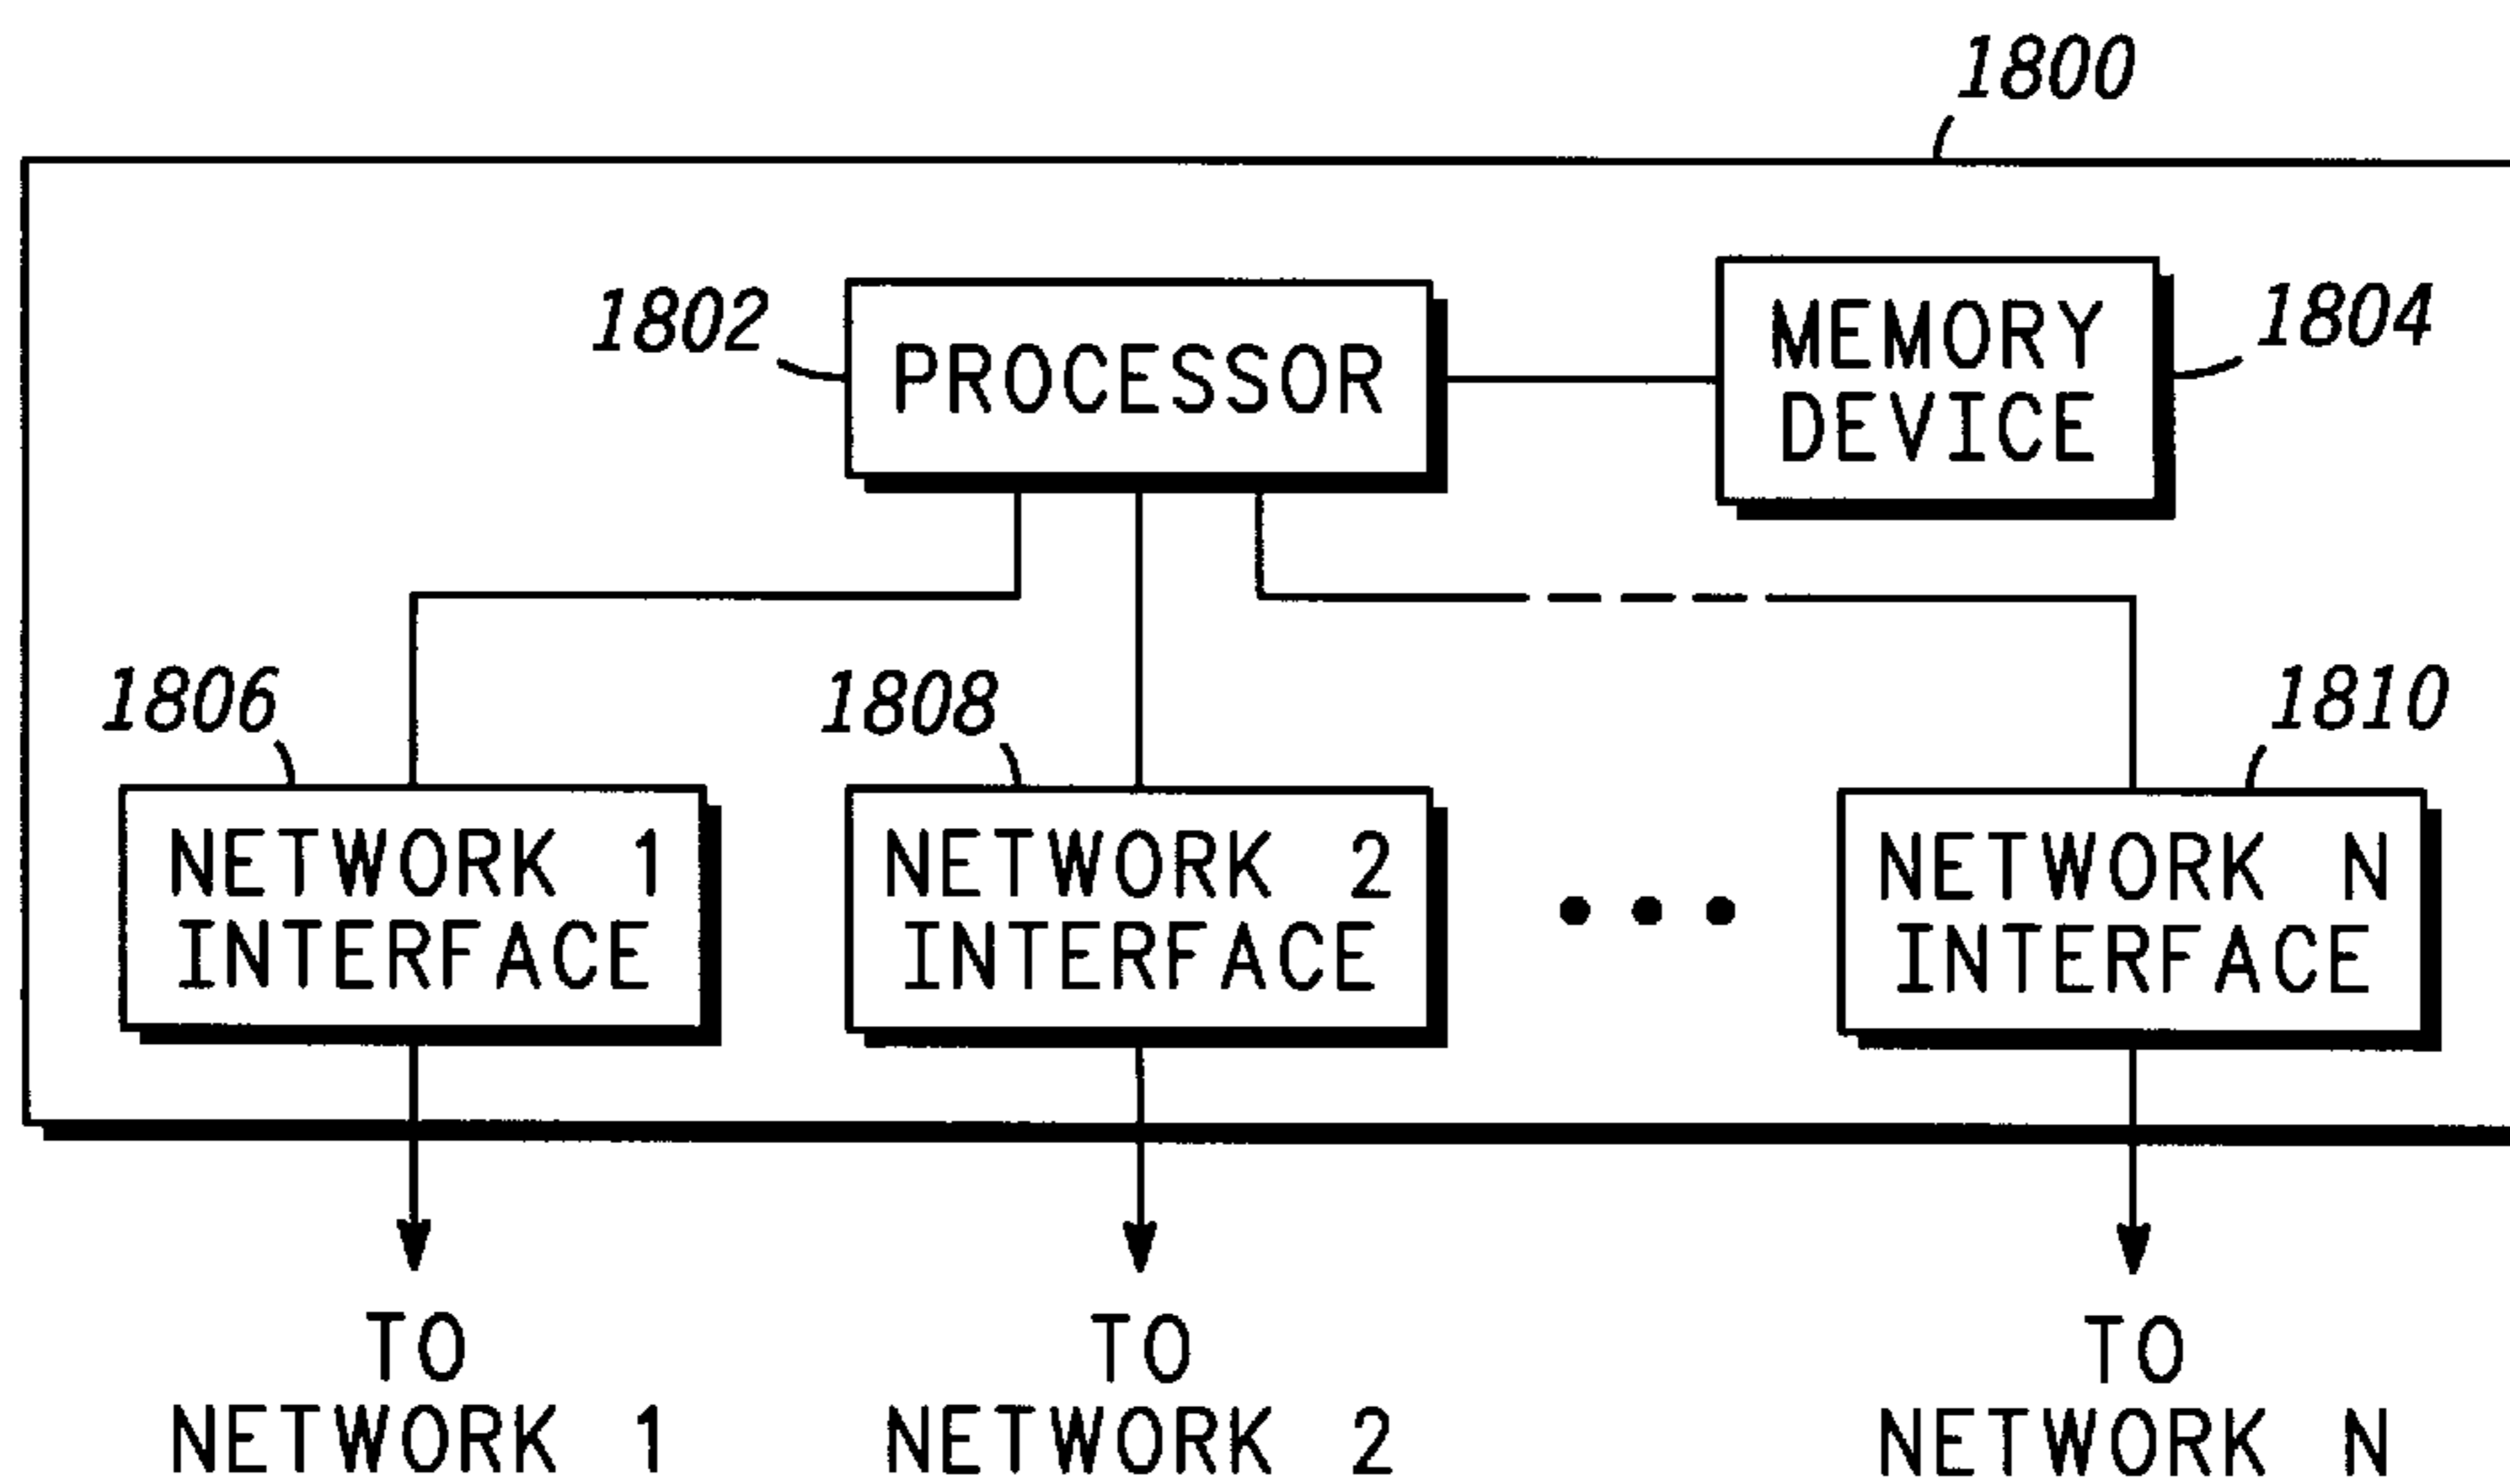 1800
1802
PROCESSOR
MEMORY
DEVICE
1804
1806
1808
1810
NETWORK 1
INTERFACE
NETWORK 2
INTERFACE
NETWORK N
INTERFACE
TO
NETWORK 1
TO
NETWORK 2
TO
NETWORK N